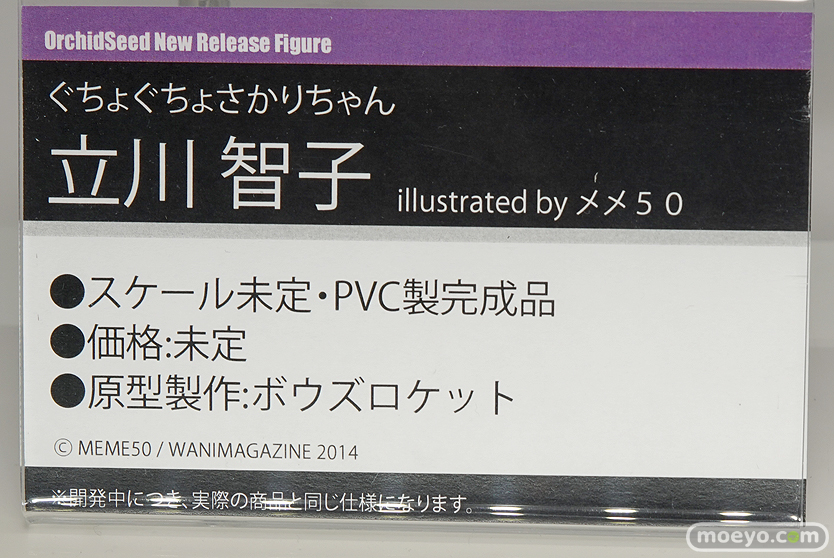 OrchidSeed New Release Figure
ぐちょぐちょさかりちゃん
立川 智子 illustrated by メメ５０
●スケール未定・PVC製完成品
●価格:未定
●原型製作:ボウズロケット
© MEME50 / WANIMAGAZINE 2014
※開発中につき、実際の商品と同じ仕様になります。
moeyo.com